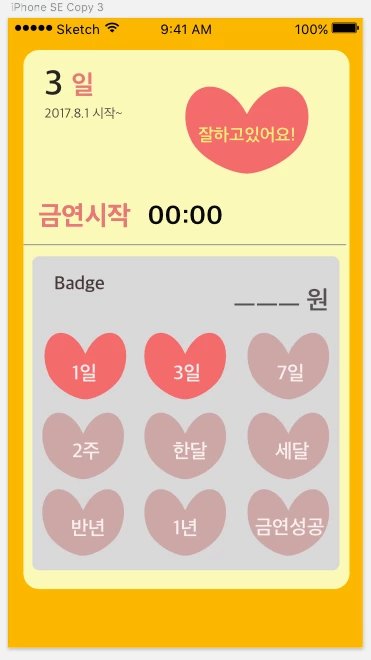 iPhone SE Copy 3
Sketch 9:41 AM 100%
3 일
2017.8.1 시작~
잘하고있어요!
금연시작 00:00
Badge
___ 원
1일 3일 7일
2주 한달 세달
반년 1년 금연성공